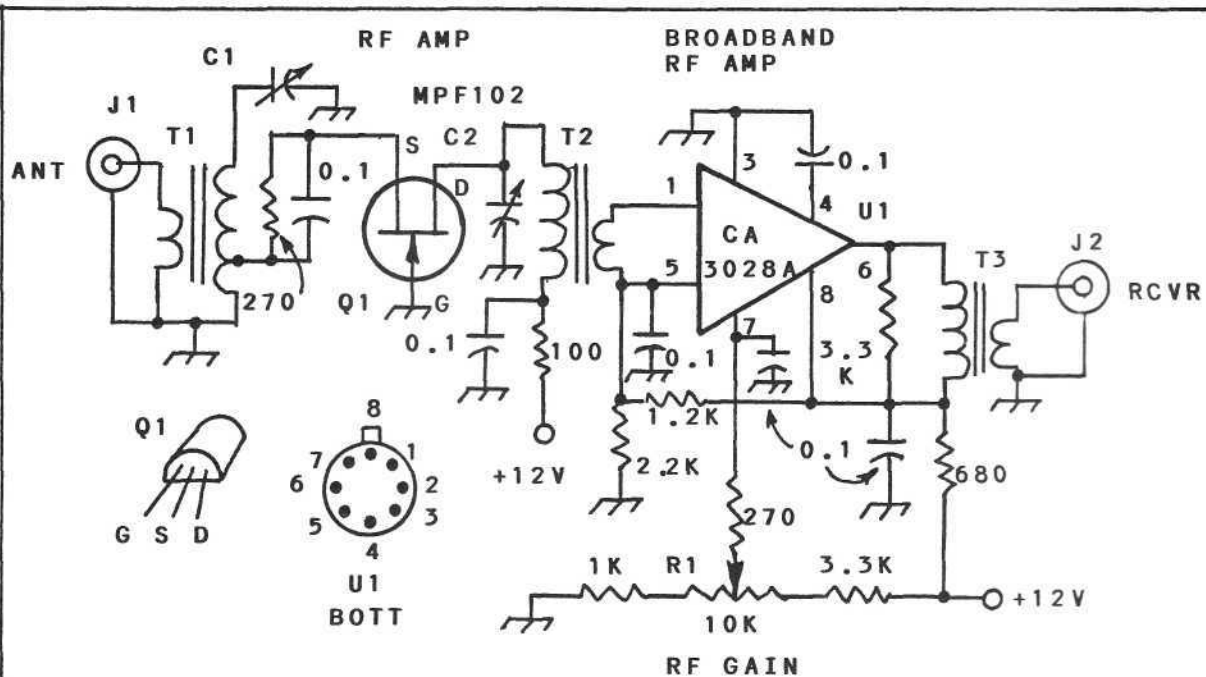 RF AMP
BROADBAND
RF AMP
C1
MPF102
J1
T1
S
C2
T2
ANT
0.1
D
3
0.1
1
4
U1
CA
3028A
5
6
8
T3
J2
RCVR
270
Q1
G
7
0.1
100
0.1
3.3
K
1.2K
Q1
8
7
1
6
2
5
3
4
+12V
2.2K
0.1
680
G S D
270
U1
BOTT
1K
R1
3.3K
+12V
10K
RF GAIN